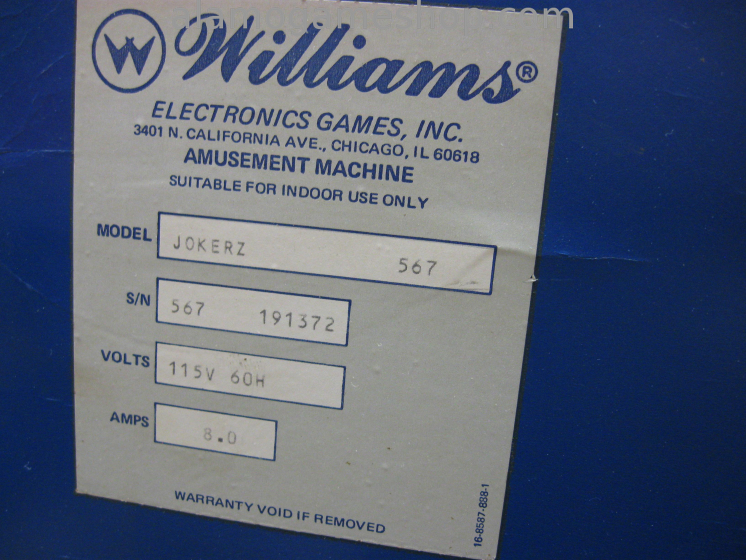 Williams®
ELECTRONICS GAMES, INC.
3401 N. CALIFORNIA AVE., CHICAGO, IL 60618
AMUSEMENT MACHINE
SUITABLE FOR INDOOR USE ONLY
MODEL JOKERZ 567
S/N 567 191372
VOLTS 115V 60H
AMPS 8.0
WARRANTY VOID IF REMOVED
16-8587-888-1